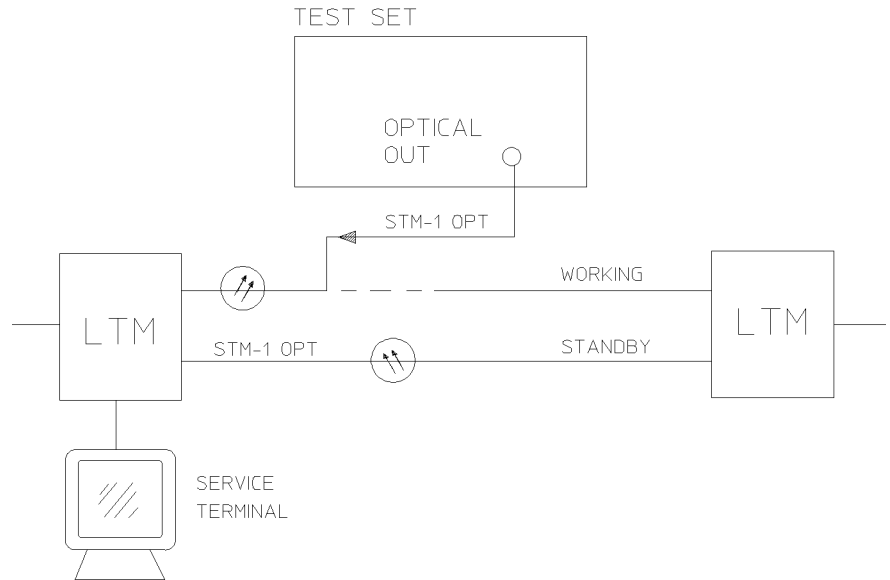 TEST SET
OPTICAL
OUT
STM-1 OPT
WORKING
LTM
LTM
STM-1 OPT
STANDBY
SERVICE
TERMINAL